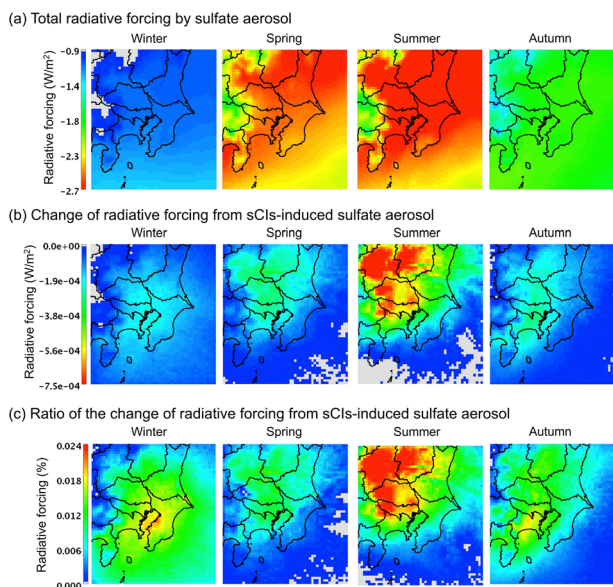 (a) Total radiative forcing by sulfate aerosol
Winter Spring Summer Autumn
Radiative forcing (W/m²)
−0.9
−1.4
−1.8
−2.3
−2.7
(b) Change of radiative forcing from sCIs-induced sulfate aerosol
Winter Spring Summer Autumn
Radiative forcing (W/m²)
0.0e+00
−1.9e−04
−3.8e−04
−5.6e−04
−7.5e−04
(c) Ratio of the change of radiative forcing from sCIs-induced sulfate aerosol
Winter Spring Summer Autumn
Radiative forcing (%)
0.024
0.018
0.012
0.006
0.000